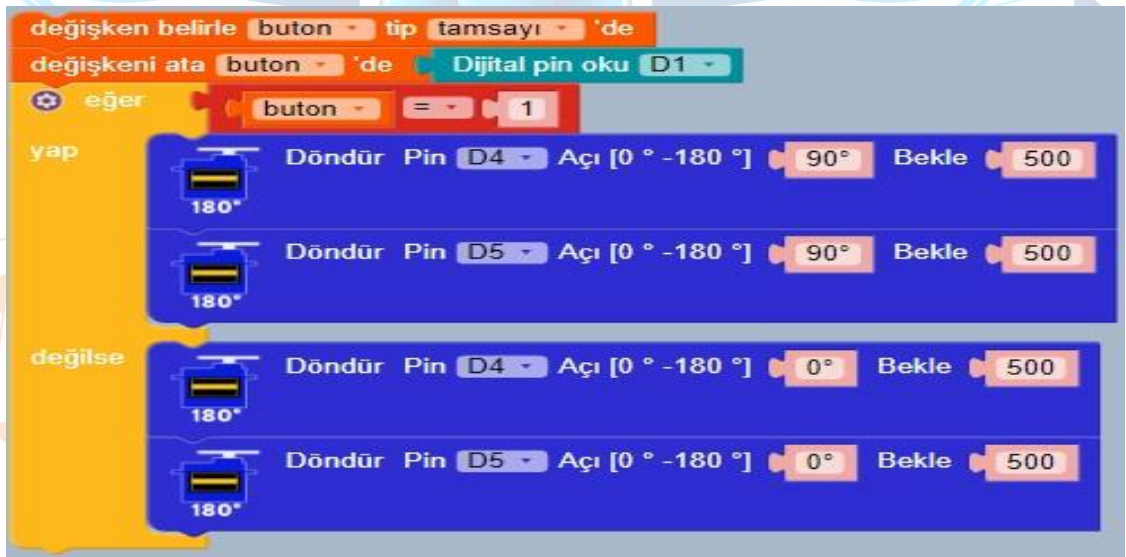 değişken belirle buton tip tamsayı 'de
değişkeni ata buton 'de Dijital pin oku D1
eğer buton = 1
yap
Döndür Pin D4 Açı [0 ° -180 °] 90° Bekle 500
180°
Döndür Pin D5 Açı [0 ° -180 °] 90° Bekle 500
180°
değilse
Döndür Pin D4 Açı [0 ° -180 °] 0° Bekle 500
180°
Döndür Pin D5 Açı [0 ° -180 °] 0° Bekle 500
180°